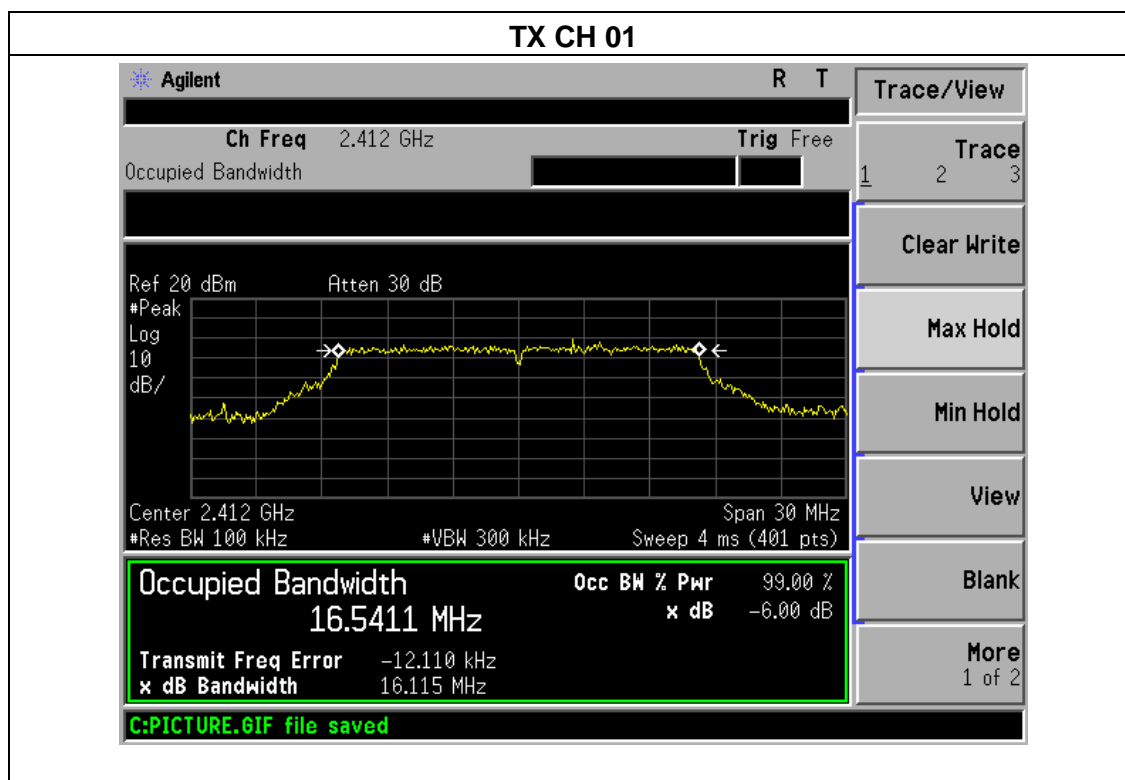 TX CH 01
Agilent R T
Trace/View
Ch Freq 2.412 GHz Trig Free
Occupied Bandwidth
Trace
1 2 3
Clear Write
Ref 20 dBm Atten 30 dB
#Peak
Log
10
dB/
Max Hold
Min Hold
Center 2.412 GHz Span 30 MHz
#Res BW 100 kHz #VBW 300 kHz Sweep 4 ms (401 pts)
View
Occupied Bandwidth Occ BW % Pwr 99.00 %
16.5411 MHz x dB -6.00 dB
Blank
Transmit Freq Error -12.110 kHz
x dB Bandwidth 16.115 MHz
More
1 of 2
C:PICTURE.GIF file saved